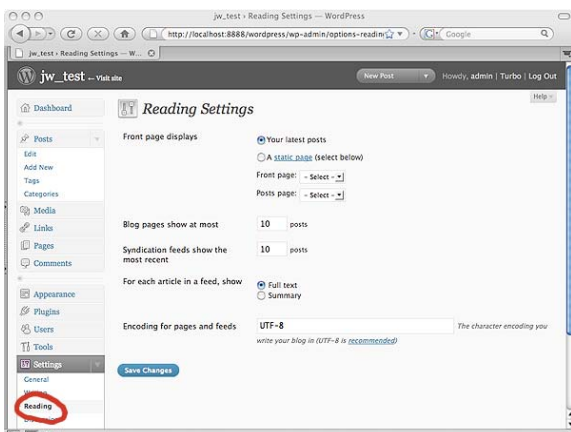 jw_test › Reading Settings — WordPress
http://localhost:8888/wordpress/wp-admin/options-readin
Google
jw_test › Reading Settings — W...
jw_test – Visit site
New Post
Howdy, admin | Turbo | Log Out
Help
Dashboard
Posts
Edit
Add New
Tags
Categories
Media
Links
Pages
Comments
Appearance
Plugins
Users
Tools
Settings
General
Reading
Reading Settings
Front page displays
Your latest posts
A static page (select below)
Front page: – Select –
Posts page: – Select –
Blog pages show at most 10 posts
Syndication feeds show the most recent 10 posts
For each article in a feed, show
Full text
Summary
Encoding for pages and feeds UTF-8
The character encoding you
write your blog in (UTF-8 is recommended)
Save Changes